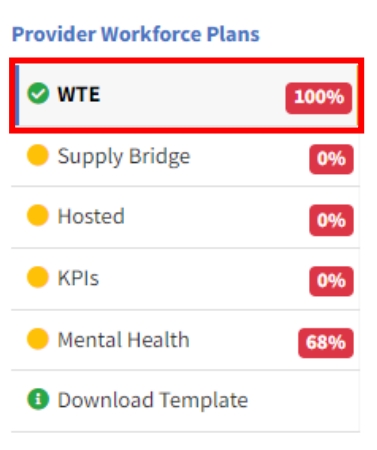 Provider Workforce Plans
WTE 100%
Supply Bridge 0%
Hosted 0%
KPIs 0%
Mental Health 68%
Download Template